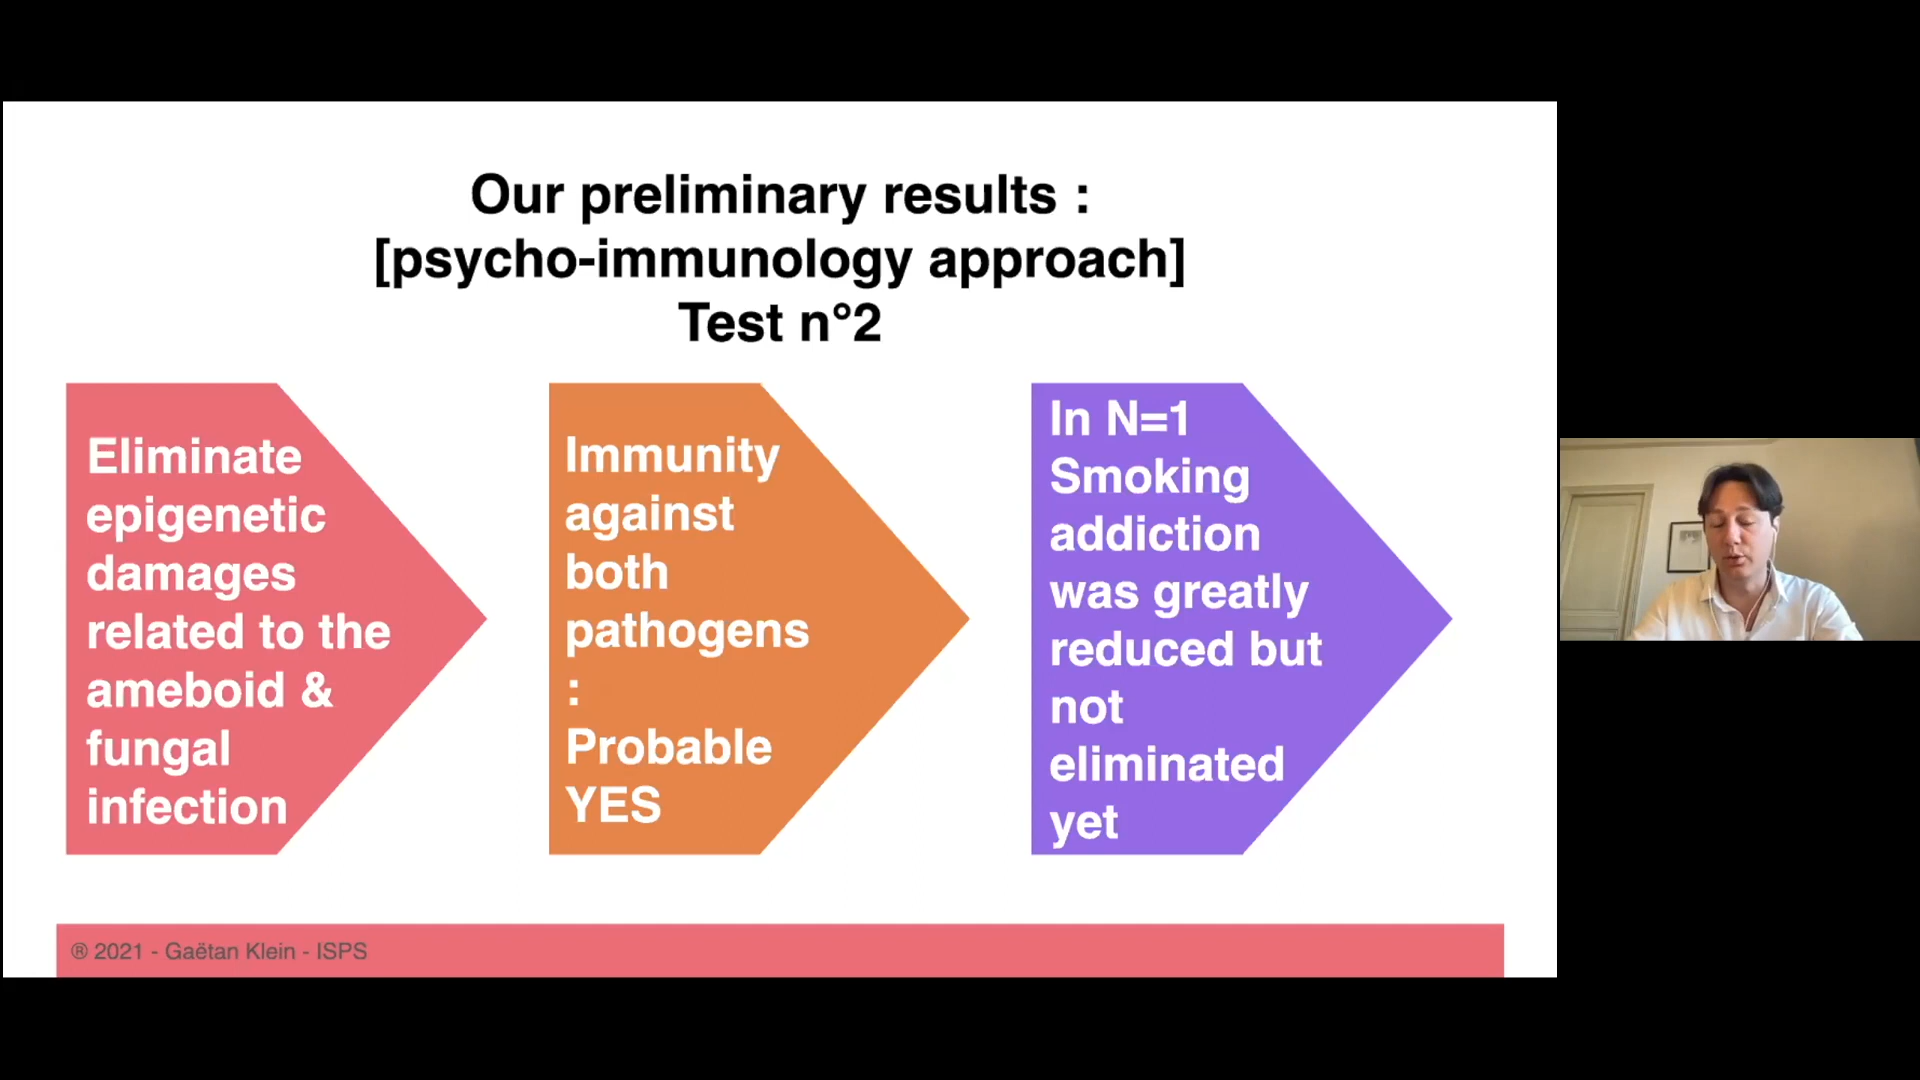 Our preliminary results :
[psycho-immunology approach]
Test n°2
Eliminate
epigenetic
damages
related to the
ameboid &
fungal
infection
Immunity
against
both
pathogens
:
Probable
YES
In N=1
Smoking
addiction
was greatly
reduced but
not
eliminated
yet
® 2021 - Gaëtan Klein - ISPS